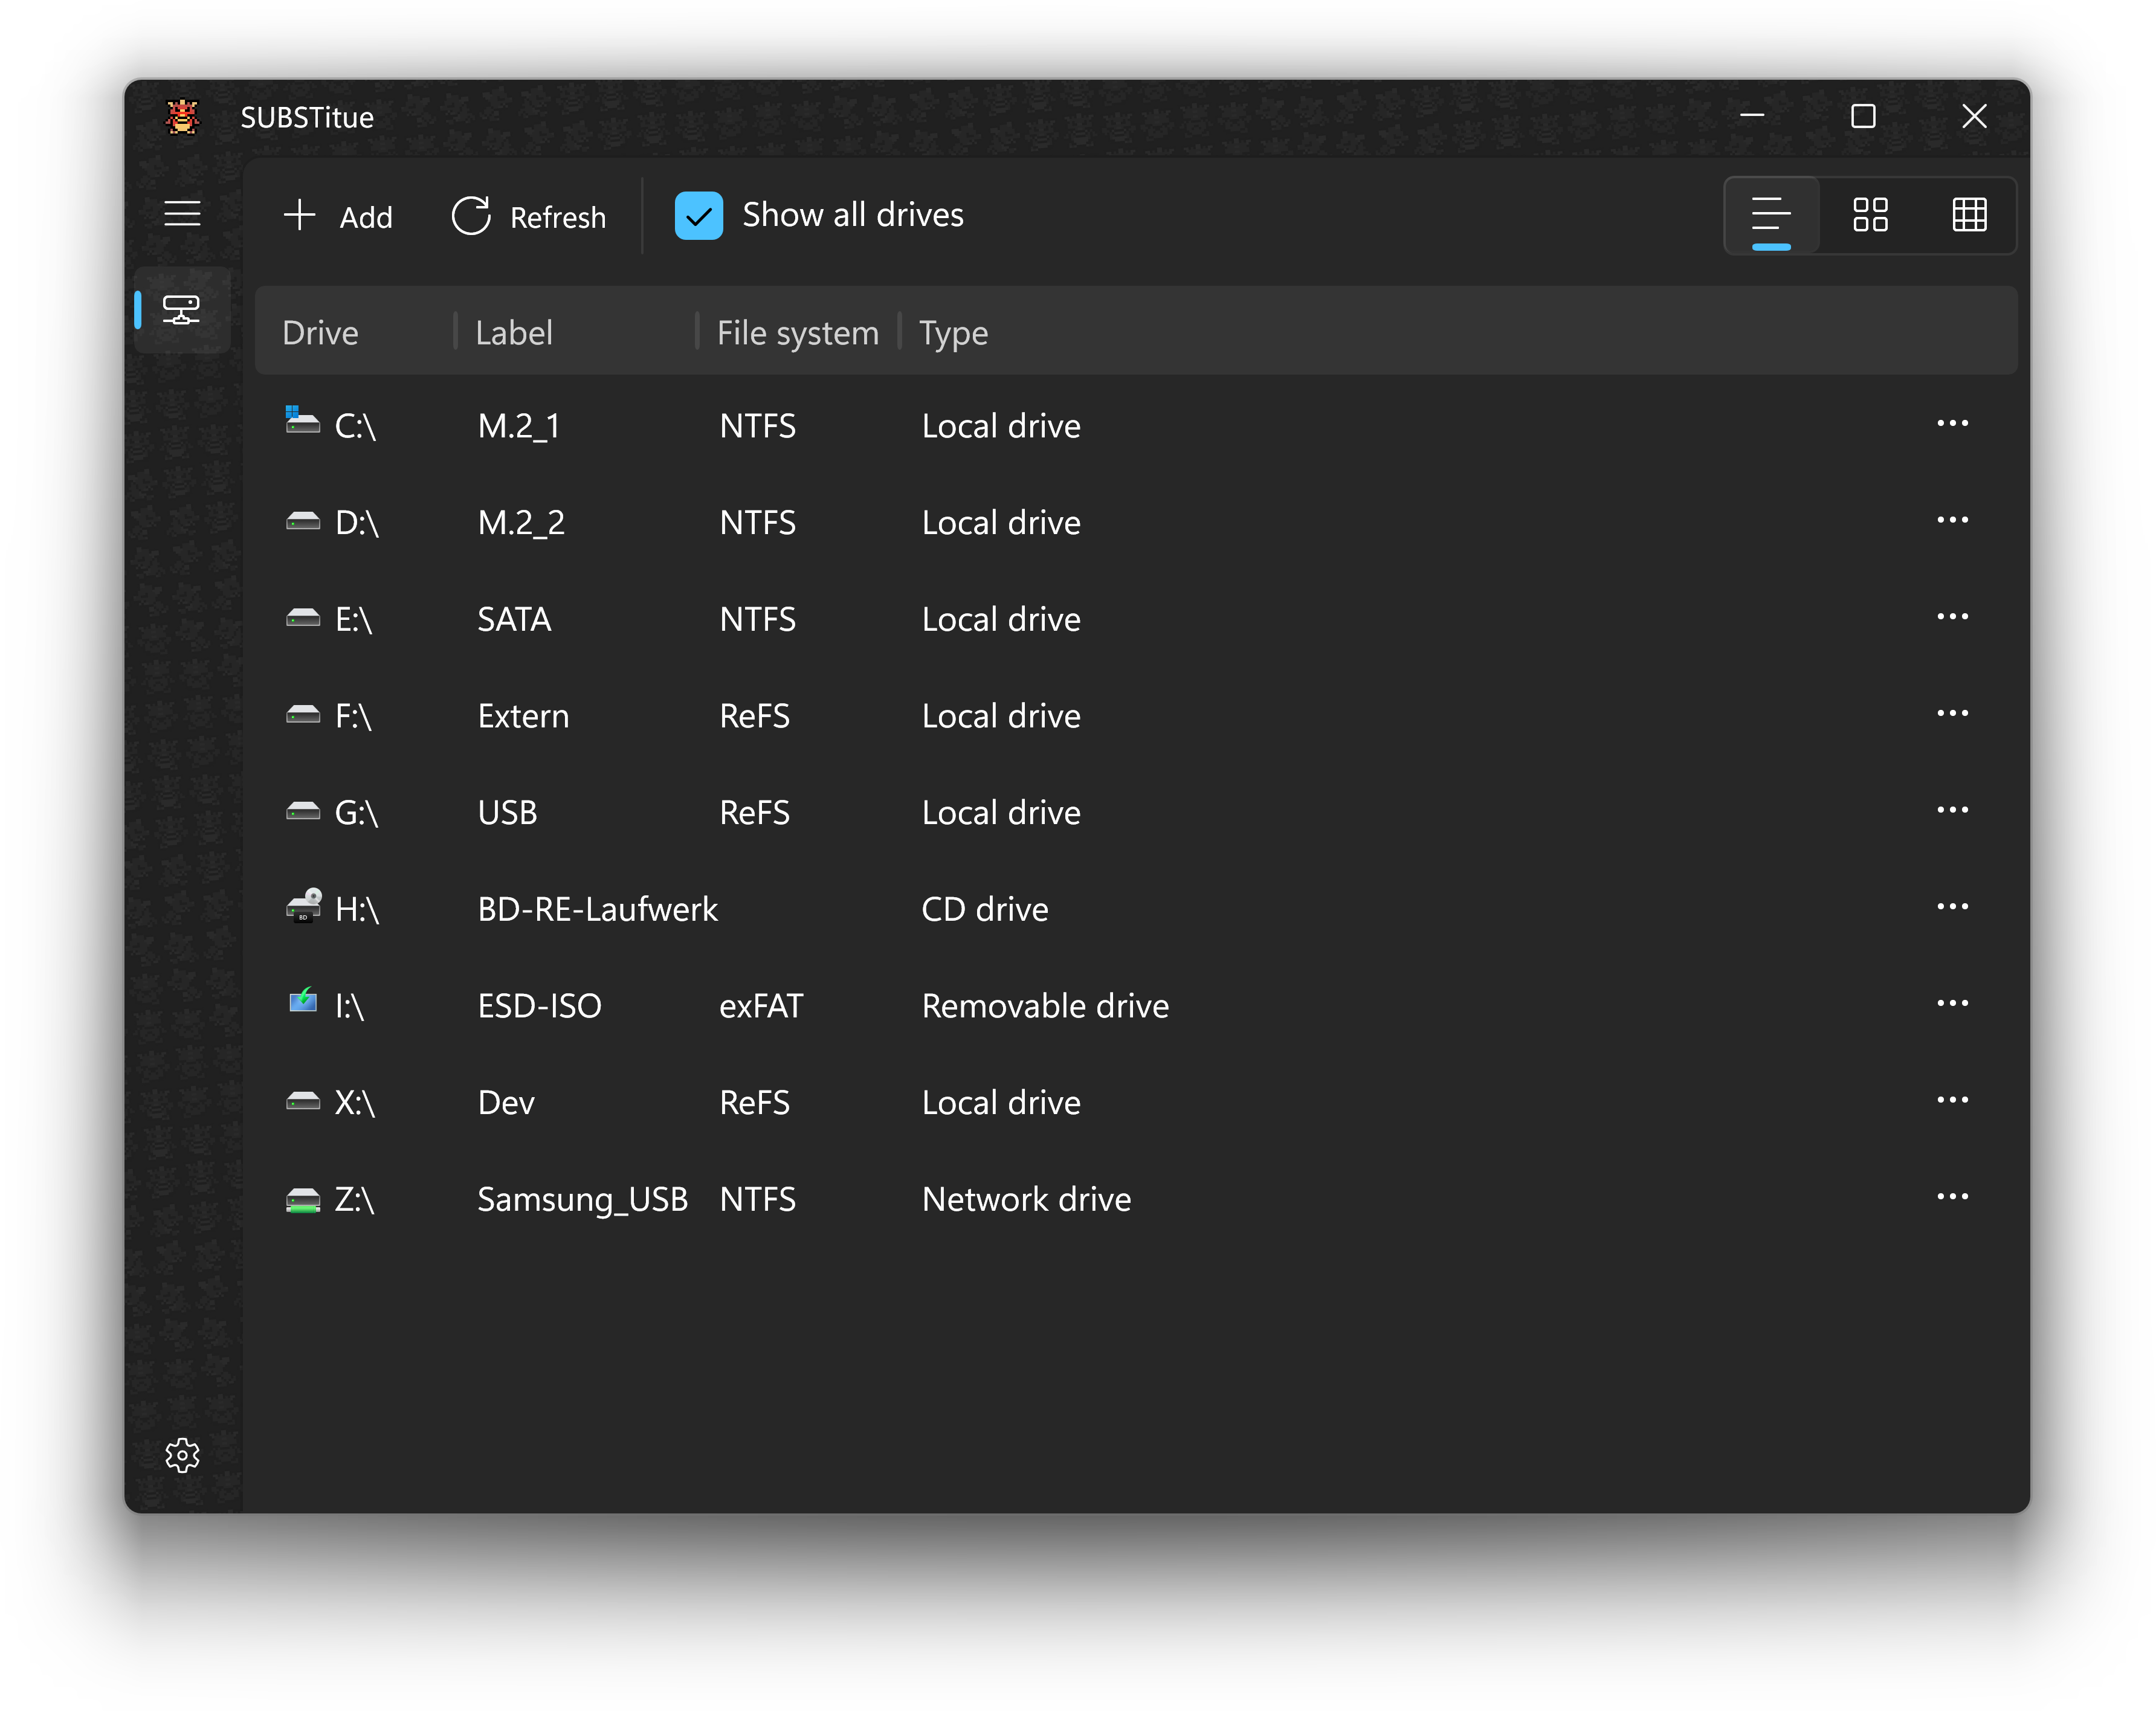 SUBSTitue
Add Refresh Show all drives
Drive Label File system Type
C:\ M.2_1 NTFS Local drive
D:\ M.2_2 NTFS Local drive
E:\ SATA NTFS Local drive
F:\ Extern ReFS Local drive
G:\ USB ReFS Local drive
BD H:\ BD-RE-Laufwerk CD drive
I:\ ESD-ISO exFAT Removable drive
X:\ Dev ReFS Local drive
Z:\ Samsung_USB NTFS Network drive